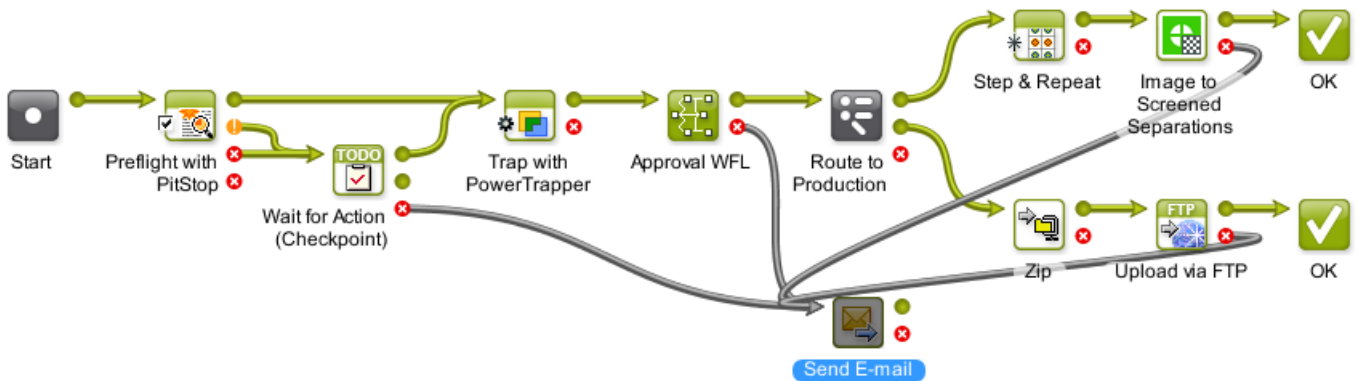 Start
Preflight with
PitStop
TODO
Wait for Action
(Checkpoint)
Trap with
PowerTrapper
Approval WFL
Route to
Production
Step & Repeat
Image to
Screened
Separations
OK
Zip
FTP
Upload via FTP
OK
Send E-mail